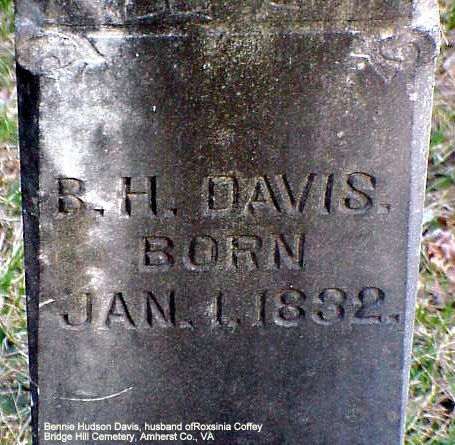 B. H. DAVIS.
BORN
JAN. 1, 1832.
Bennie Hudson Davis, husband ofRoxsinia Coffey
Bridge Hill Cemetery, Amherst Co., VA